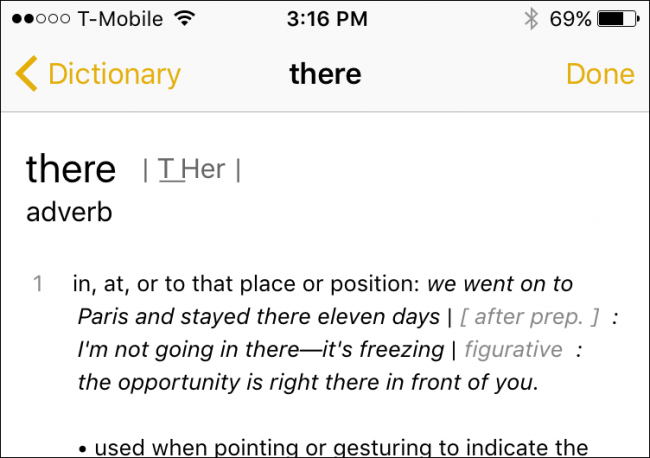 T-Mobile 3:16 PM 69%
Dictionary there Done
there | T͟Her |
adverb
1 in, at, or to that place or position: we went on to
Paris and stayed there eleven days | [ after prep. ] :
I'm not going in there—it's freezing | figurative :
the opportunity is right there in front of you.
• used when pointing or gesturing to indicate the